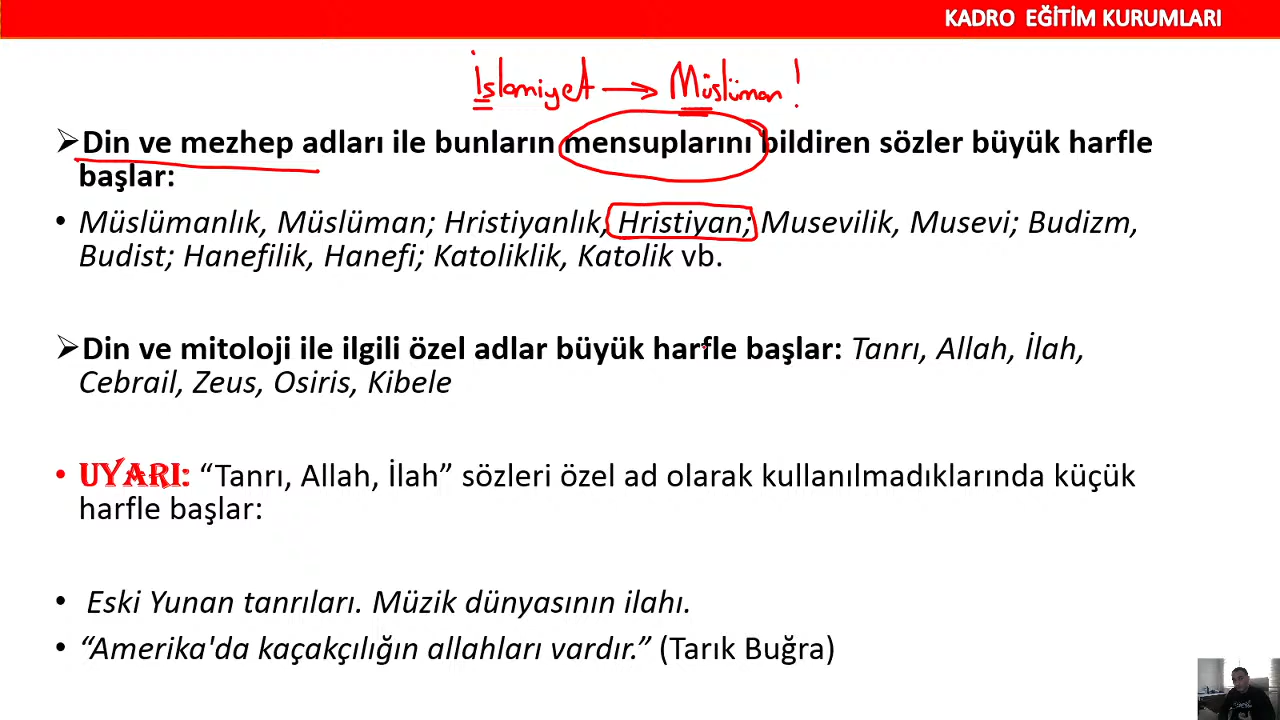 KADRO EĞİTİM KURUMLARI
İslamiyet → Müslüman!
➢Din ve mezhep adları ile bunların mensuplarını bildiren sözler büyük harfle
başlar:
• Müslümanlık, Müslüman; Hristiyanlık, Hristiyan; Musevilik, Musevi; Budizm,
Budist; Hanefilik, Hanefi; Katoliklik, Katolik vb.
➢Din ve mitoloji ile ilgili özel adlar büyük harfle başlar: Tanrı, Allah, İlah,
Cebrail, Zeus, Osiris, Kibele
• UYARI: “Tanrı, Allah, İlah” sözleri özel ad olarak kullanılmadıklarında küçük
harfle başlar:
• Eski Yunan tanrıları. Müzik dünyasının ilahı.
• “Amerika'da kaçakçılığın allahları vardır.” (Tarık Buğra)